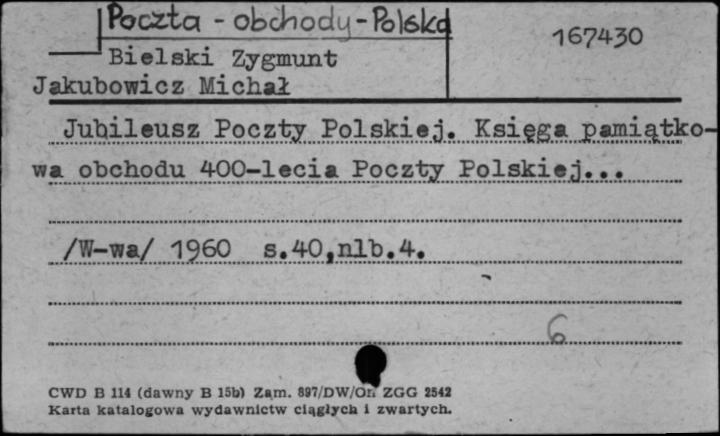 Poczta - obchody - Polska
167430
Bielski Zygmunt
Jakubowicz Michał
Jubileusz Poczty Polskiej. Księga pamiątko-
wa obchodu 400-lecia Poczty Polskiej...
/W-wa/ 1960 s.40,nlb.4.
6
CWD B 114 (dawny B 15b) Zam. 897/DW/Oń ZGG 2542
Karta katalogowa wydawnictw ciągłych i zwartych.